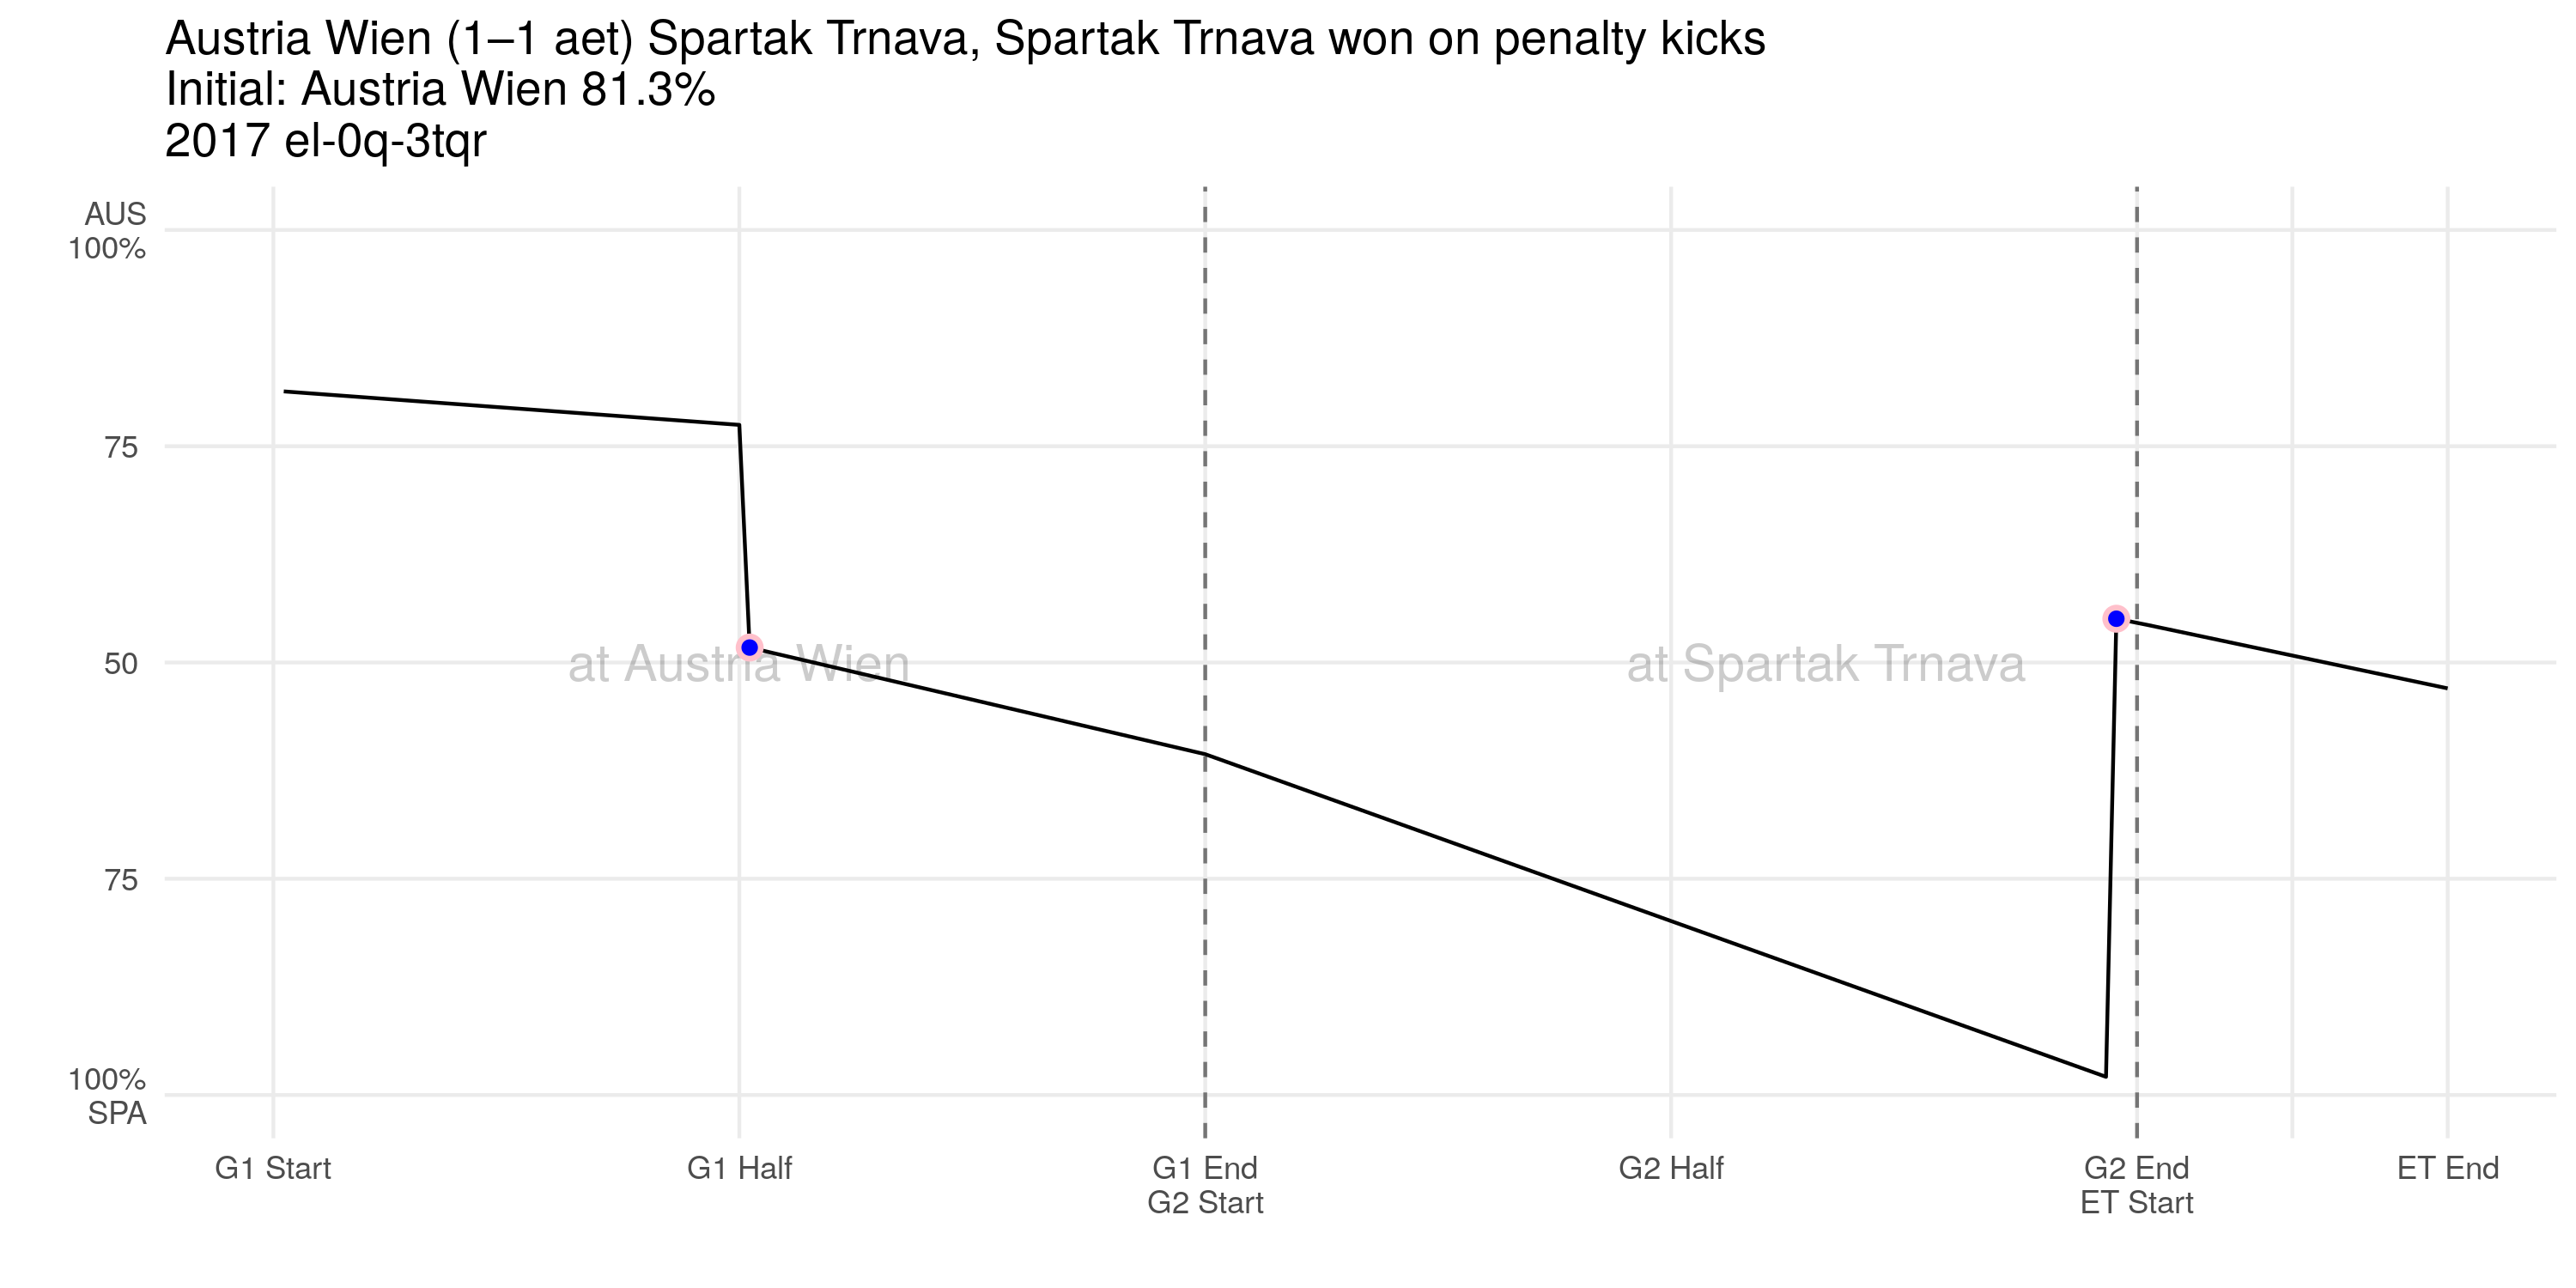 Austria Wien (1–1 aet) Spartak Trnava, Spartak Trnava won on penalty kicks
Initial: Austria Wien 81.3%
2017 el-0q-3tqr
AUS
100%
75
50
75
100%
SPA
at Austria Wien
at Spartak Trnava
G1 Start
G1 Half
G1 End
G2 Start
G2 Half
G2 End
ET Start
ET End